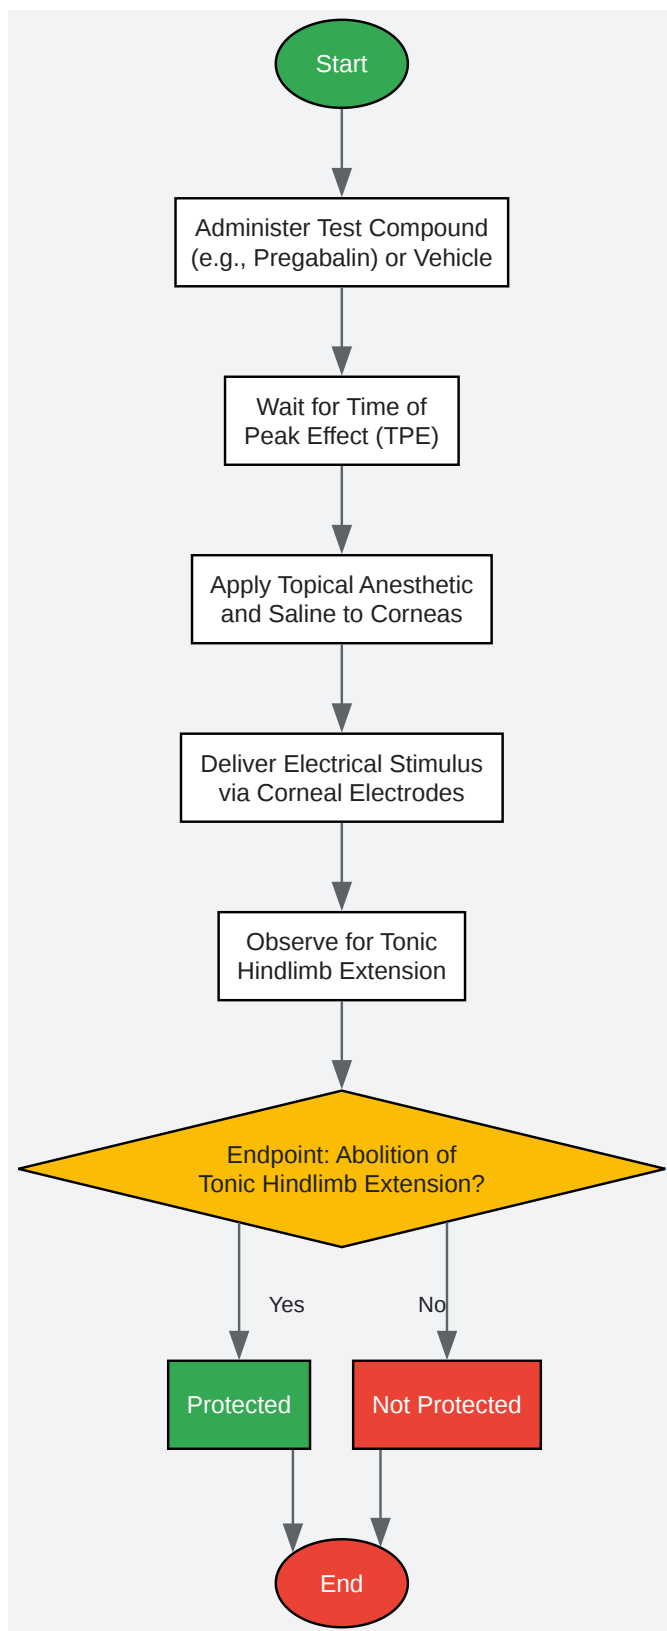 Start
Administer Test Compound
(e.g., Pregabalin) or Vehicle
Wait for Time of
Peak Effect (TPE)
Apply Topical Anesthetic
and Saline to Corneas
Deliver Electrical Stimulus
via Corneal Electrodes
Observe for Tonic
Hindlimb Extension
Endpoint: Abolition of
Tonic Hindlimb Extension?
Yes
No
Protected
Not Protected
End